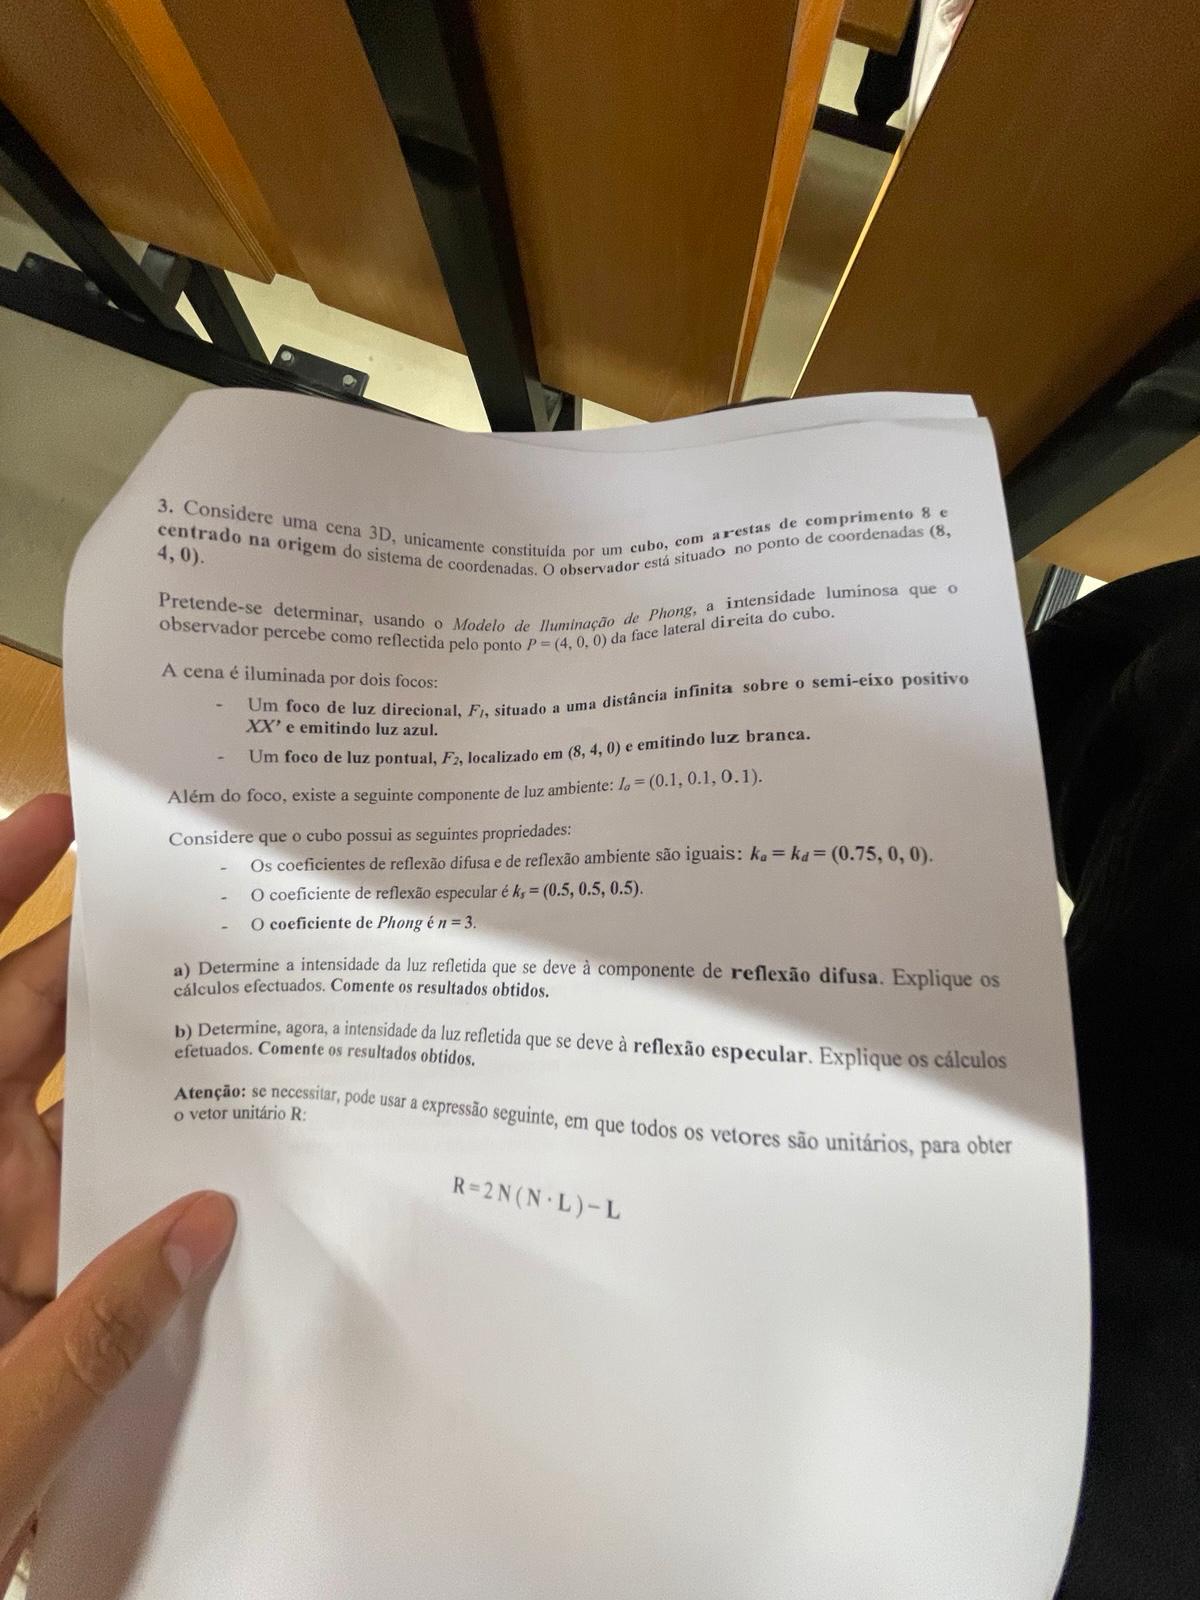 3. Considere uma cena 3D, unicamente constituída por um cubo, com arestas de comprimento 8 e
centrado na origem do sistema de coordenadas. O observador está situado no ponto de coordenadas (8,
4, 0).
Pretende-se determinar, usando o Modelo de Iluminação de Phong, a intensidade luminosa que o
observador percebe como reflectida pelo ponto P = (4, 0, 0) da face lateral direita do cubo.
A cena é iluminada por dois focos:
- Um foco de luz direcional, F1, situado a uma distância infinita sobre o semi-eixo positivo
XX’ e emitindo luz azul.
- Um foco de luz pontual, F2, localizado em (8, 4, 0) e emitindo luz branca.
Além do foco, existe a seguinte componente de luz ambiente: Ia = (0.1, 0.1, 0.1).
Considere que o cubo possui as seguintes propriedades:
- Os coeficientes de reflexão difusa e de reflexão ambiente são iguais: ka = kd = (0.75, 0, 0).
- O coeficiente de reflexão especular é ks = (0.5, 0.5, 0.5).
- O coeficiente de Phong é n = 3.
a) Determine a intensidade da luz refletida que se deve à componente de reflexão difusa. Explique os
cálculos efectuados. Comente os resultados obtidos.
b) Determine, agora, a intensidade da luz refletida que se deve à reflexão especular. Explique os cálculos
efetuados. Comente os resultados obtidos.
Atenção: se necessitar, pode usar a expressão seguinte, em que todos os vetores são unitários, para obter
o vetor unitário R:
R = 2 N ( N · L ) − L